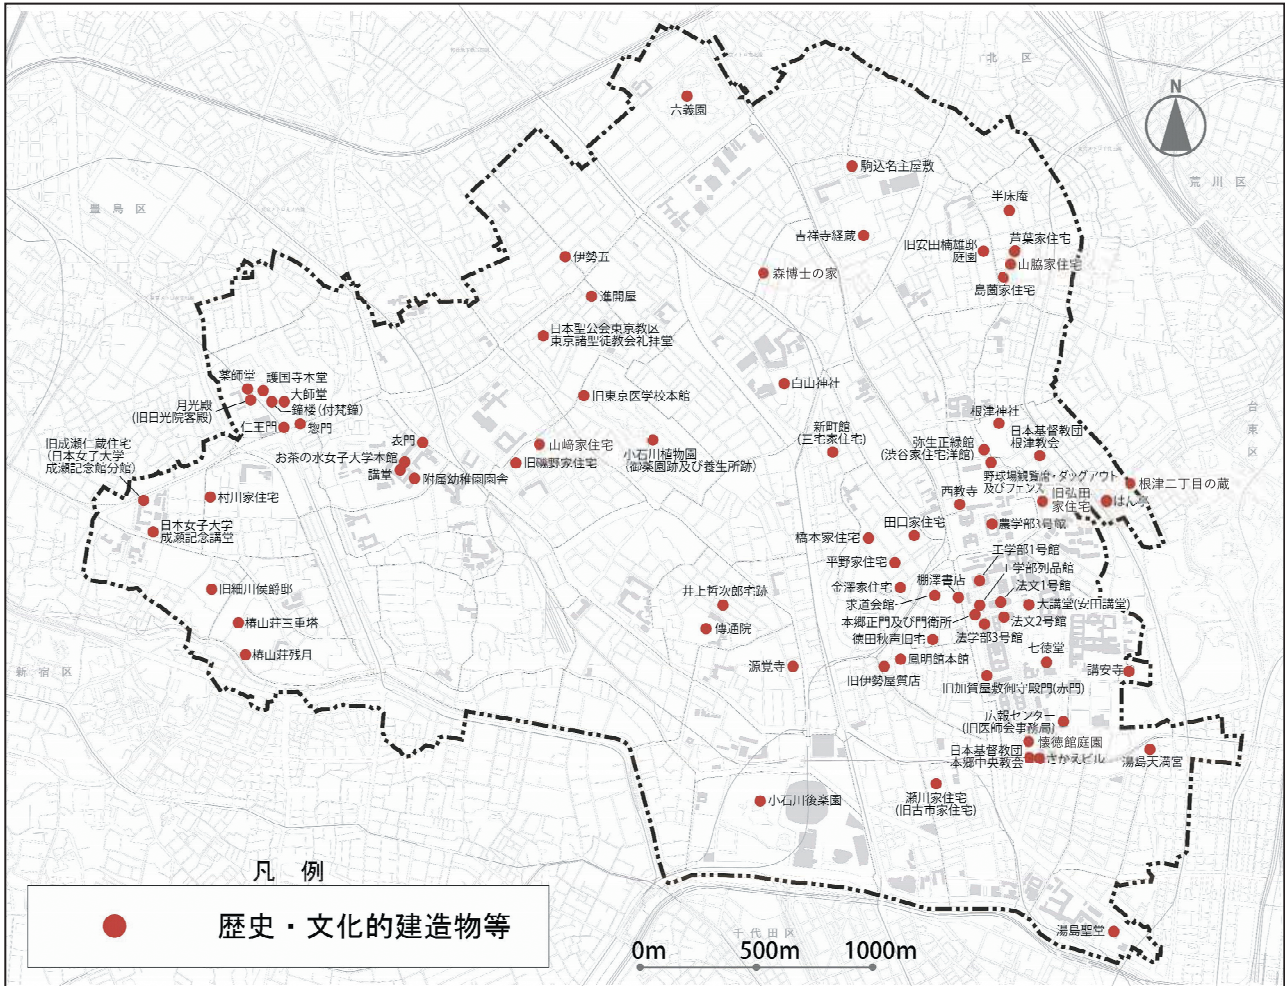 北 区
N
六義園
荒 川 区
駒込名主屋敷
半床庵
豊 島 区
吉祥寺経蔵
旧安田楠雄邸
庭園
芦葉家住宅
山脇家住宅
島薗家住宅
伊勢五
森博士の家
進開屋
日本聖公会東京教区
東京諸聖徒教会礼拝堂
薬師堂
護国寺本堂
大師堂
月光殿
(旧日光院客殿)
鐘楼(付梵鐘)
仁王門
惣門
旧東京医学校本館
白山神社
台 東 区
根津神社
新町館
(三宅家住宅)
日本基督教団
根津教会
弥生正緑館
(渋谷家住宅洋館)
表門
山﨑家住宅
小石川植物園
(御薬園跡及び養生所跡)
旧成瀬仁蔵住宅
(日本女子大学
成瀬記念館分館)
お茶の水女子大学本館
講堂
旧磯野家住宅
附属幼稚園園舎
野球場観覧席・ダッグアウト
及びフェンス
根津二丁目の蔵
旧弘田
家住宅
はん亭
村川家住宅
西教寺
日本女子大学
成瀬記念講堂
田口家住宅
農学部3号館
橋本家住宅
工学部1号館
平野家住宅
工学部列品館
旧細川侯爵邸
井上哲次郎宅跡
金澤家住宅
棚澤書店
法文1号館
求道会館
大講堂(安田講堂)
椿山荘三重塔
傳通院
本郷正門及び門衛所
法文2号館
徳田秋声旧宅
法学部3号館
椿山荘残月
源覚寺
鳳明館本館
七徳堂
新 宿 区
旧伊勢屋質店
旧加賀屋敷御守殿門(赤門)
講安寺
広報センター
(旧医師会事務局)
懐徳館庭園
日本基督教団
本郷中央教会
さかえビル
湯島天満宮
小石川後楽園
瀬川家住宅
(旧古市家住宅)
凡 例
歴史・文化的建造物等
千 代 田 区
湯島聖堂
0m
500m
1000m